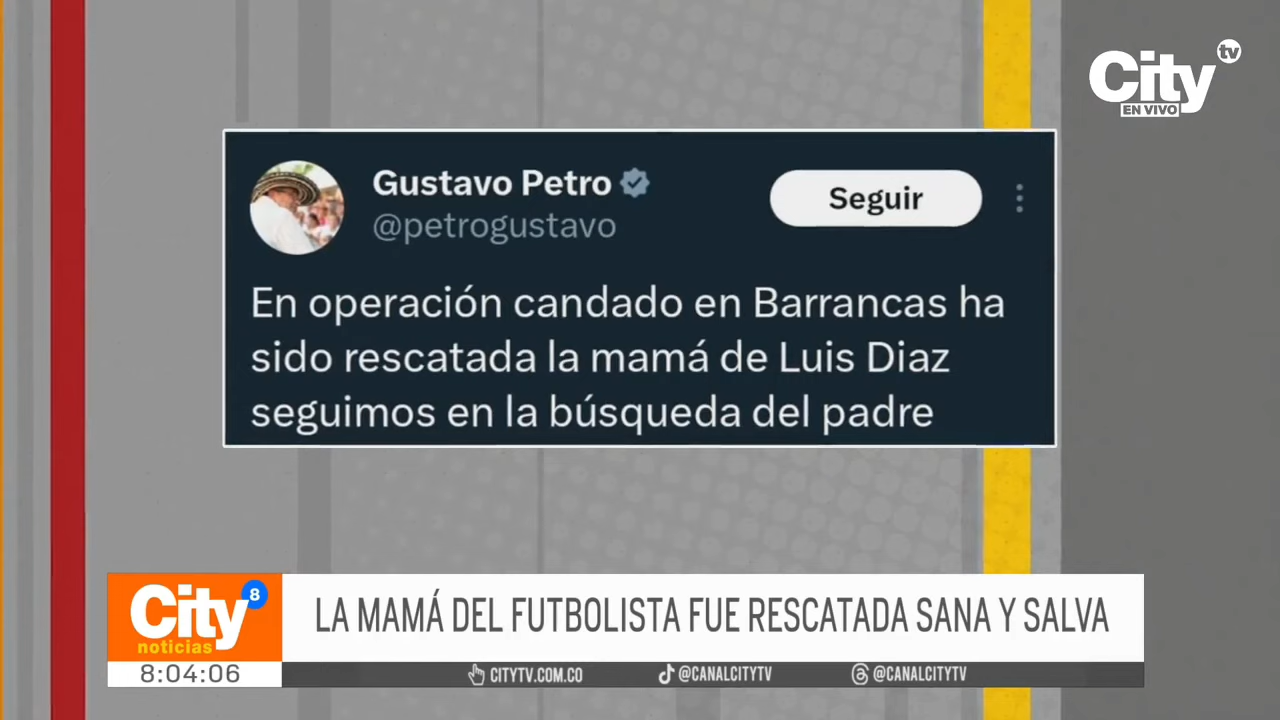 City tv
EN VIVO
Gustavo Petro
@petrogustavo
Seguir
En operación candado en Barrancas ha
sido rescatada la mamá de Luis Diaz
seguimos en la búsqueda del padre
City 8
noticias
LA MAMÁ DEL FUTBOLISTA FUE RESCATADA SANA Y SALVA
8:04:06
CITYTV.COM.CO @CANALCITYTV @CANALCITYTV